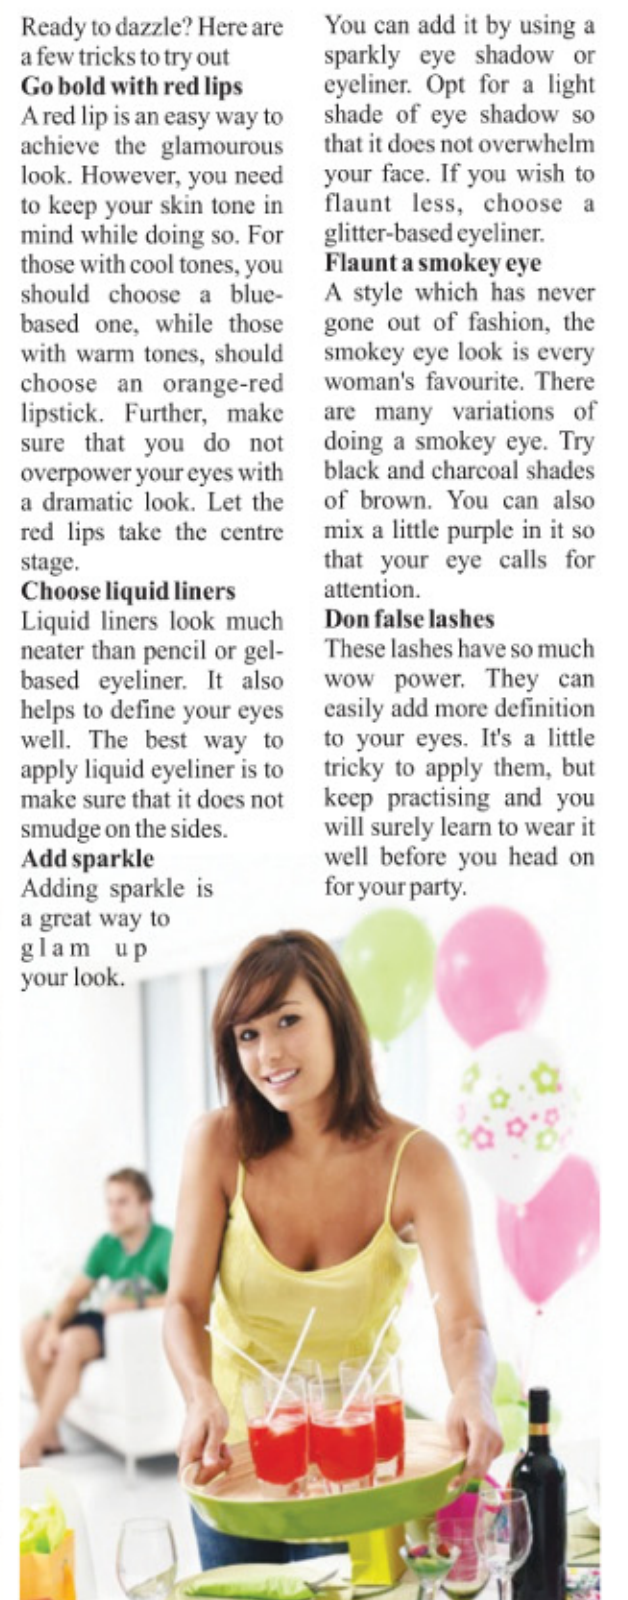 Ready to dazzle? Here are
a few tricks to try out
Go bold with red lips
A red lip is an easy way to
achieve the glamourous
look. However, you need
to keep your skin tone in
mind while doing so. For
those with cool tones, you
should choose a blue-
based one, while those
with warm tones, should
choose an orange-red
lipstick. Further, make
sure that you do not
overpower your eyes with
a dramatic look. Let the
red lips take the centre
stage.
Choose liquid liners
Liquid liners look much
neater than pencil or gel-
based eyeliner. It also
helps to define your eyes
well. The best way to
apply liquid eyeliner is to
make sure that it does not
smudge on the sides.
Add sparkle
Adding sparkle is
a great way to
glam up
your look.
You can add it by using a
sparkly eye shadow or
eyeliner. Opt for a light
shade of eye shadow so
that it does not overwhelm
your face. If you wish to
flaunt less, choose a
glitter-based eyeliner.
Flaunt a smokey eye
A style which has never
gone out of fashion, the
smokey eye look is every
woman's favourite. There
are many variations of
doing a smokey eye. Try
black and charcoal shades
of brown. You can also
mix a little purple in it so
that your eye calls for
attention.
Don false lashes
These lashes have so much
wow power. They can
easily add more definition
to your eyes. It's a little
tricky to apply them, but
keep practising and you
will surely learn to wear it
well before you head on
for your party.